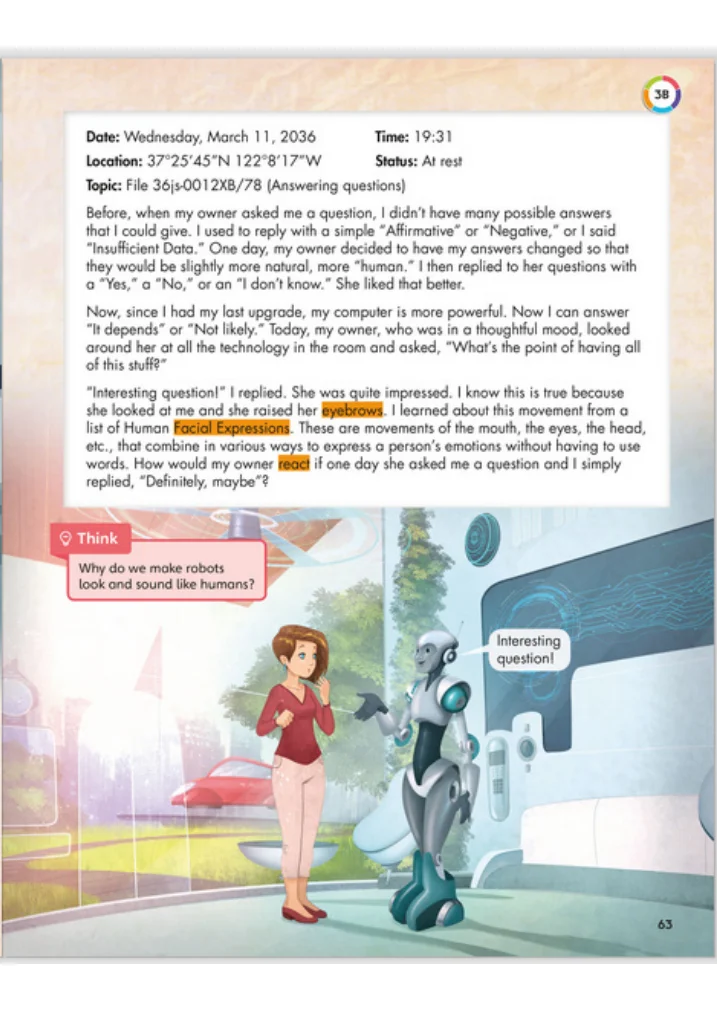 3B
Date: Wednesday, March 11, 2036 Time: 19:31
Location: 37°25'45"N 122°8'17"W Status: At rest
Topic: File 36js-0012XB/78 (Answering questions)
Before, when my owner asked me a question, I didn't have many possible answers
that I could give. I used to reply with a simple "Affirmative" or "Negative," or I said
"Insufficient Data." One day, my owner decided to have my answers changed so that
they would be slightly more natural, more "human." I then replied to her questions with
a "Yes," a "No," or an "I don't know." She liked that better.
Now, since I had my last upgrade, my computer is more powerful. Now I can answer
"It depends" or "Not likely." Today, my owner, who was in a thoughtful mood, looked
around her at all the technology in the room and asked, "What's the point of having all
of this stuff?"
"Interesting question!" I replied. She was quite impressed. I know this is true because
she looked at me and she raised her eyebrows. I learned about this movement from a
list of Human Facial Expressions. These are movements of the mouth, the eyes, the head,
etc., that combine in various ways to express a person's emotions without having to use
words. How would my owner react if one day she asked me a question and I simply
replied, "Definitely, maybe"?
Think
Why do we make robots
look and sound like humans?
Interesting
question!
63